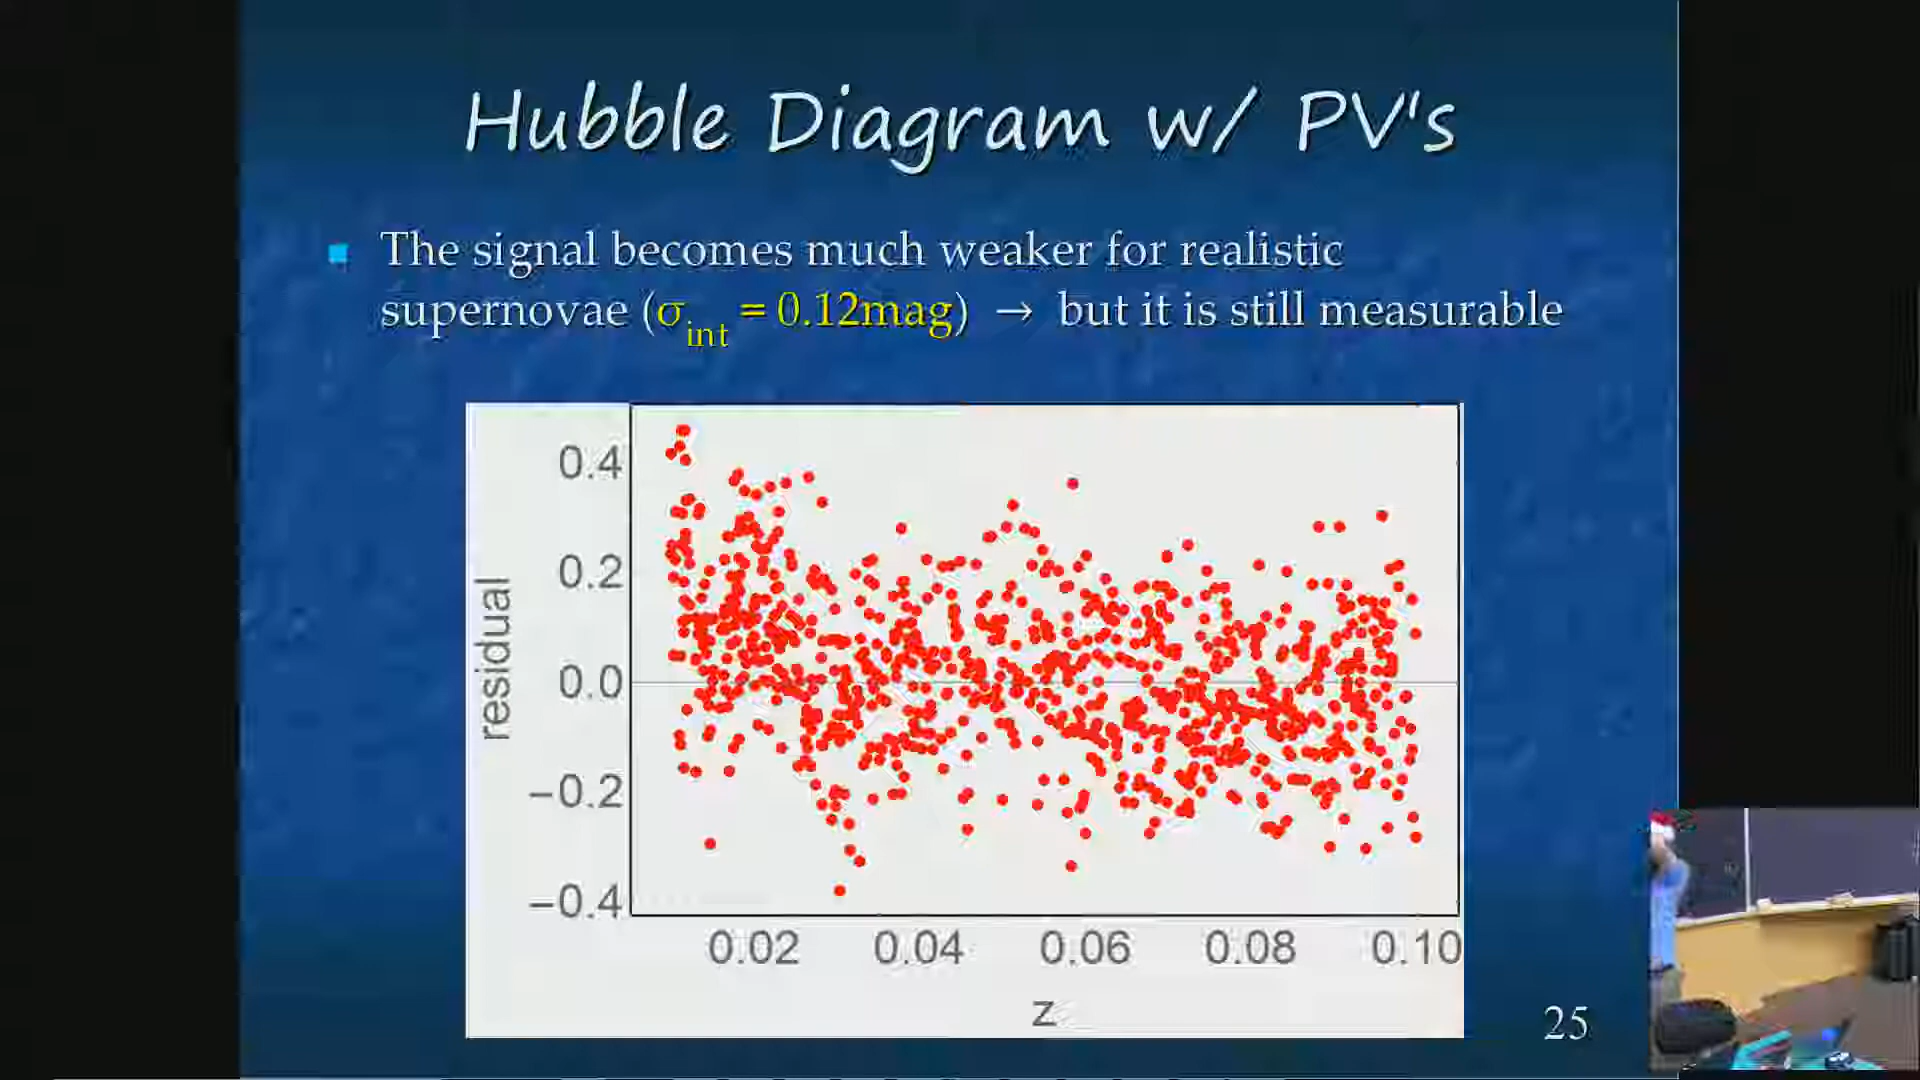 Hubble Diagram w/ PV's
The signal becomes much weaker for realistic
supernovae (σint = 0.12mag) → but it is still measurable
0.4
0.2
0.0
−0.2
−0.4
residual
0.02 0.04 0.06 0.08 0.10
z
25